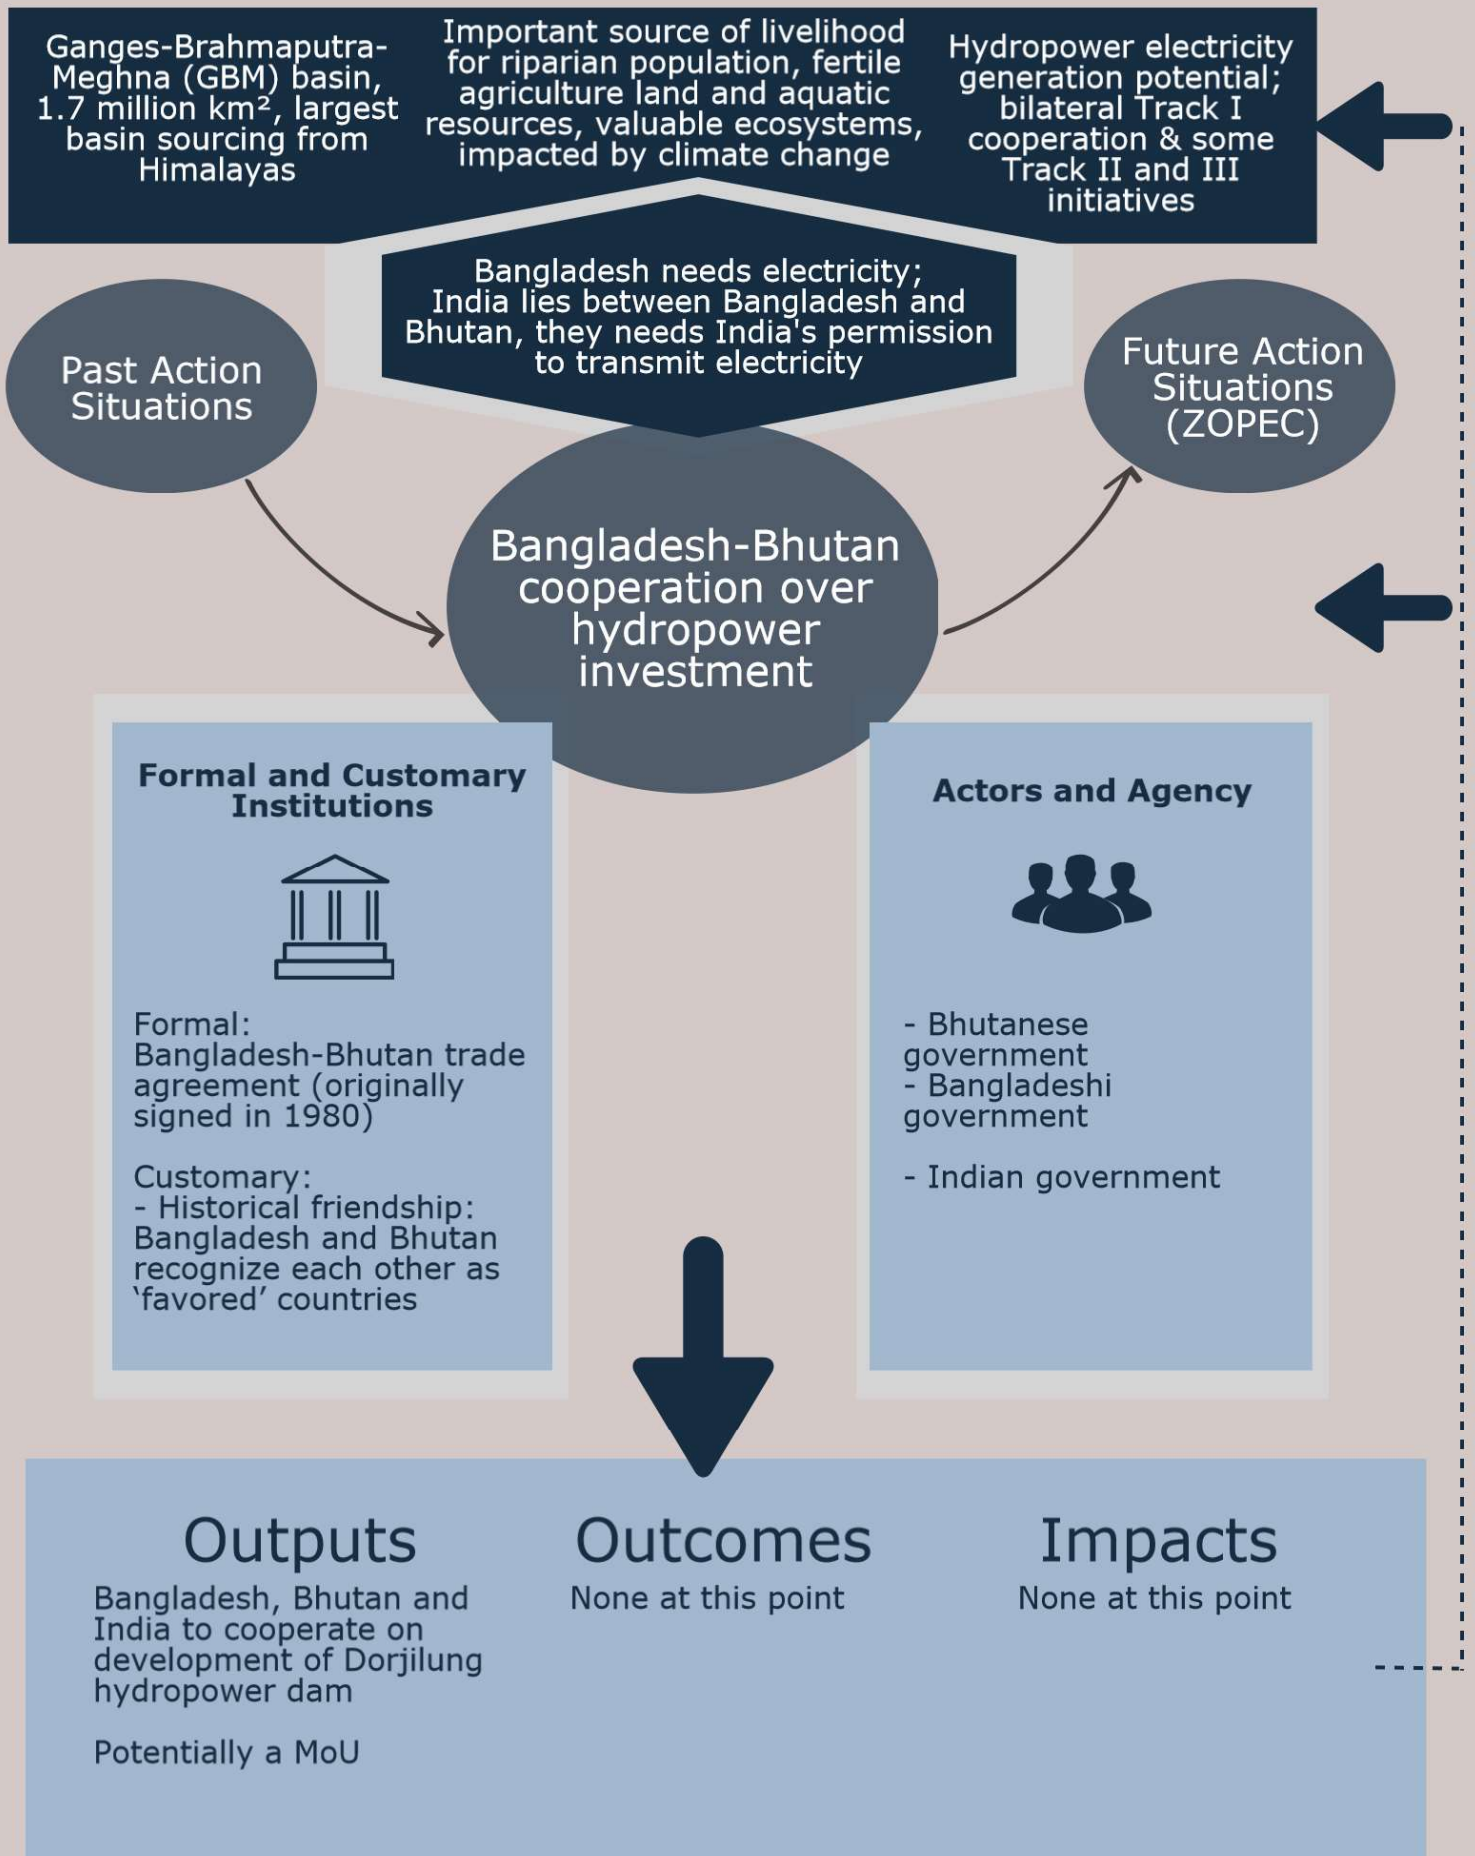 Ganges-Brahmaputra-
Meghna (GBM) basin,
1.7 million km², largest
basin sourcing from
Himalayas
Important source of livelihood
for riparian population, fertile
agriculture land and aquatic
resources, valuable ecosystems,
impacted by climate change
Hydropower electricity
generation potential;
bilateral Track I
cooperation & some
Track II and III
initiatives
Bangladesh needs electricity;
India lies between Bangladesh and
Bhutan, they needs India's permission
to transmit electricity
Past Action
Situations
Future Action
Situations
(ZOPEC)
Bangladesh-Bhutan
cooperation over
hydropower
investment
Formal and Customary
Institutions
Formal:
Bangladesh-Bhutan trade
agreement (originally
signed in 1980)
Customary:
- Historical friendship:
Bangladesh and Bhutan
recognize each other as
‘favored’ countries
Actors and Agency
- Bhutanese
government
- Bangladeshi
government
- Indian government
Outputs
Bangladesh, Bhutan and
India to cooperate on
development of Dorjilung
hydropower dam
Potentially a MoU
Outcomes
None at this point
Impacts
None at this point